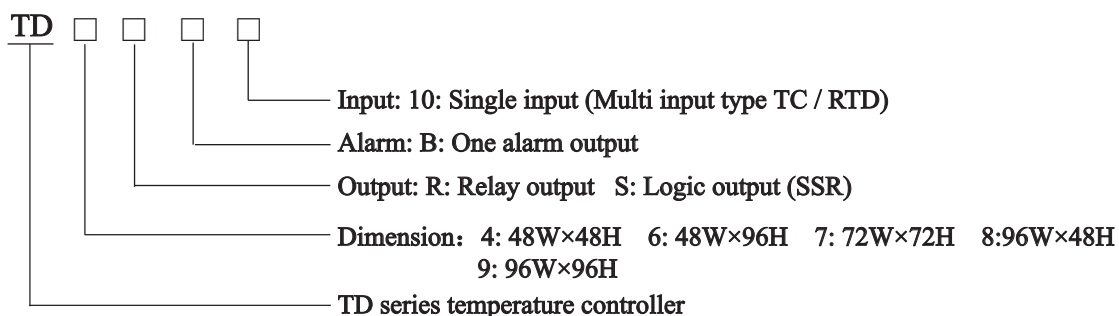 TD □ □ □ □
Input: 10: Single input (Multi input type TC / RTD)
Alarm: B: One alarm output
Output: R: Relay output S: Logic output (SSR)
Dimension： 4: 48W×48H 6: 48W×96H 7: 72W×72H 8:96W×48H
9: 96W×96H
TD series temperature controller